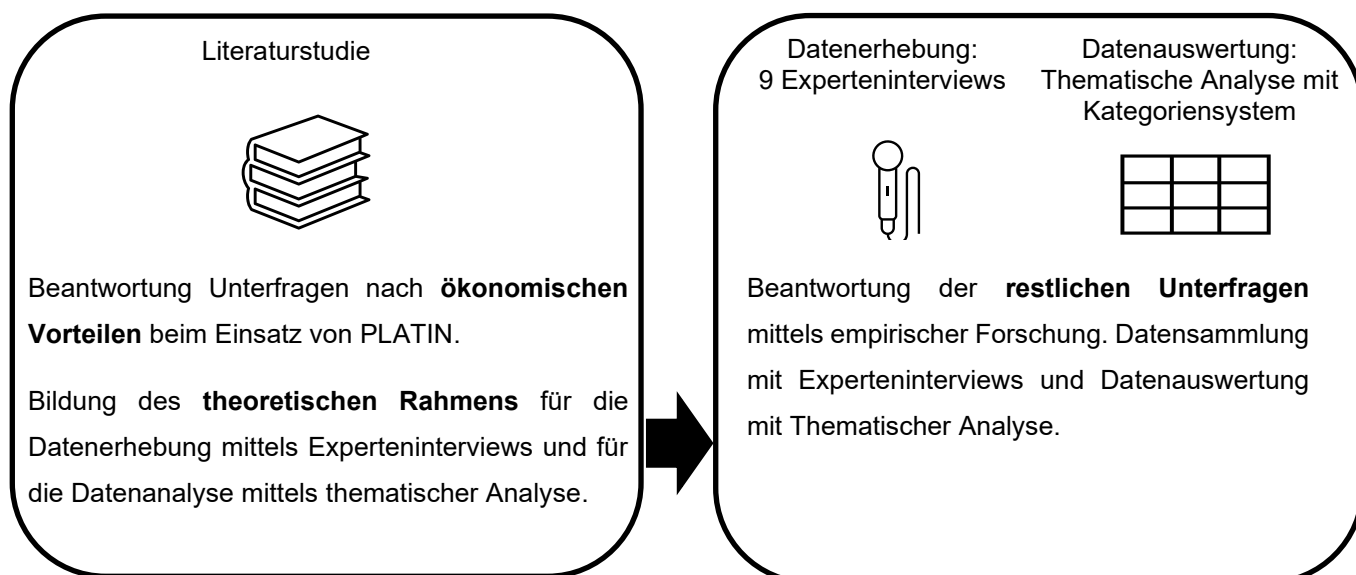 Literaturstudie
Beantwortung Unterfragen nach ökonomischen
Vorteilen beim Einsatz von PLATIN.
Bildung des theoretischen Rahmens für die
Datenerhebung mittels Experteninterviews und für
die Datenanalyse mittels thematischer Analyse.
Datenerhebung:
9 Experteninterviews
Datenauswertung:
Thematische Analyse mit
Kategoriensystem
Beantwortung der restlichen Unterfragen
mittels empirischer Forschung. Datensammlung
mit Experteninterviews und Datenauswertung
mit Thematischer Analyse.